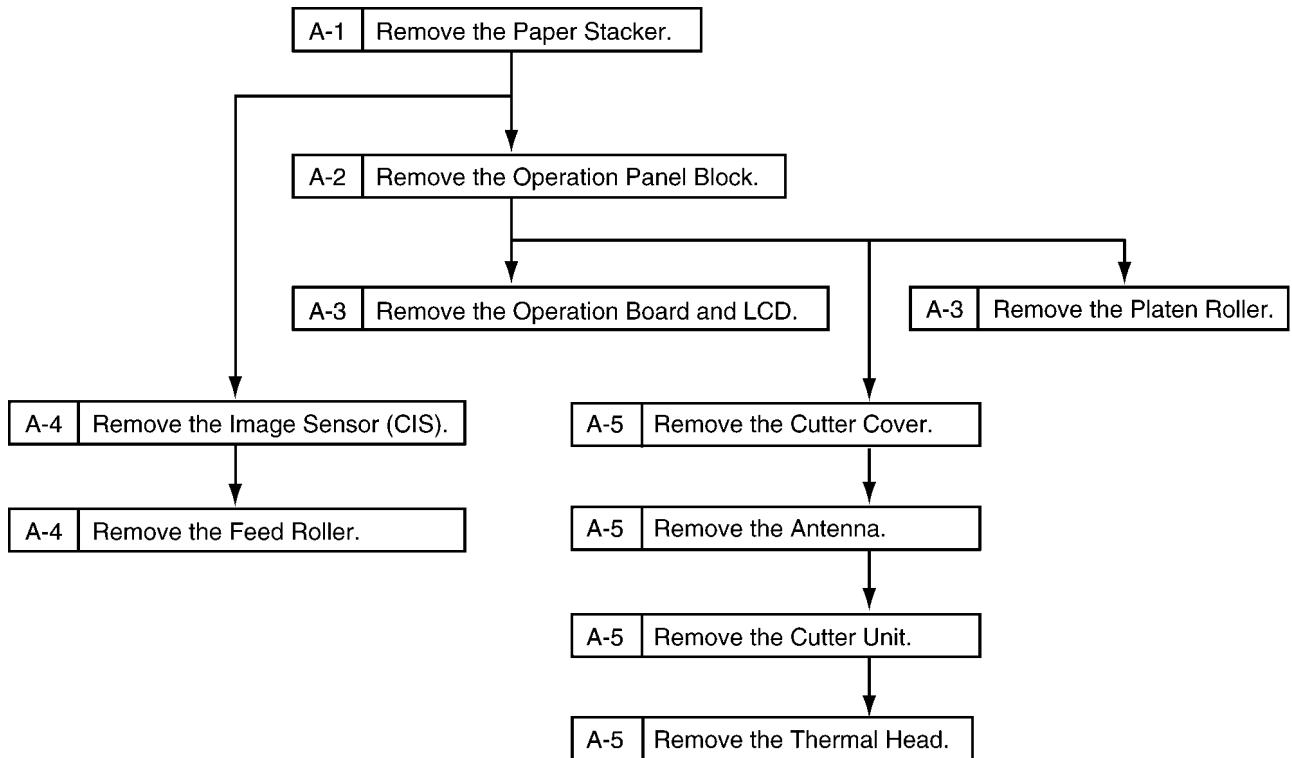 A-1 Remove the Paper Stacker.
A-2 Remove the Operation Panel Block.
A-3 Remove the Operation Board and LCD.
A-3 Remove the Platen Roller.
A-4 Remove the Image Sensor (CIS).
A-5 Remove the Cutter Cover.
A-4 Remove the Feed Roller.
A-5 Remove the Antenna.
A-5 Remove the Cutter Unit.
A-5 Remove the Thermal Head.